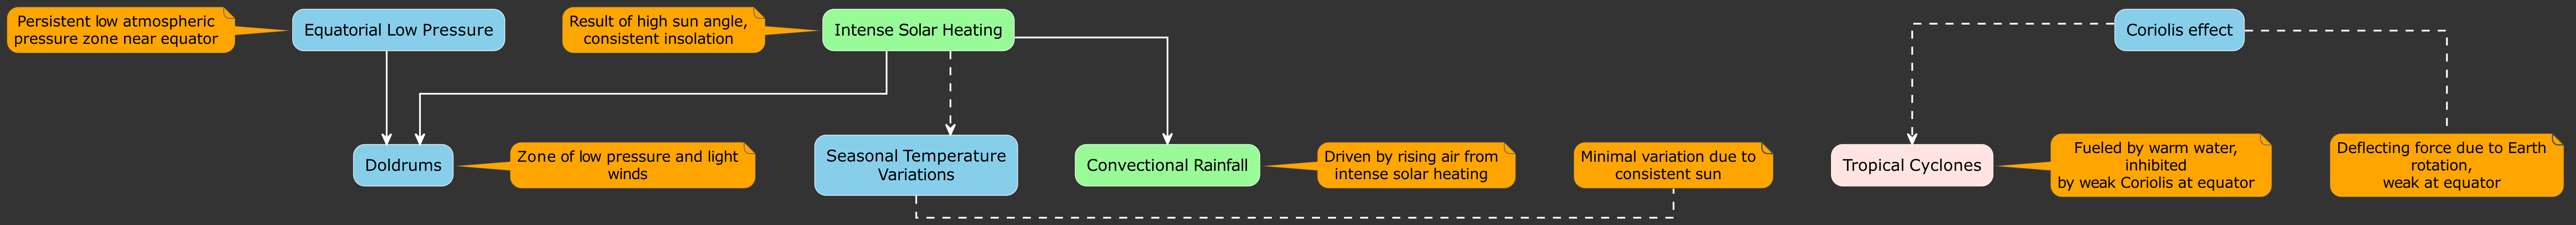 Persistent low atmospheric
pressure zone near equator
Equatorial Low Pressure
Result of high sun angle,
consistent insolation
Intense Solar Heating
Coriolis effect
Doldrums
Zone of low pressure and light
winds
Seasonal Temperature
Variations
Convectional Rainfall
Driven by rising air from
intense solar heating
Minimal variation due to
consistent sun
Tropical Cyclones
Fueled by warm water,
inhibited
by weak Coriolis at equator
Deflecting force due to Earth
rotation,
weak at equator